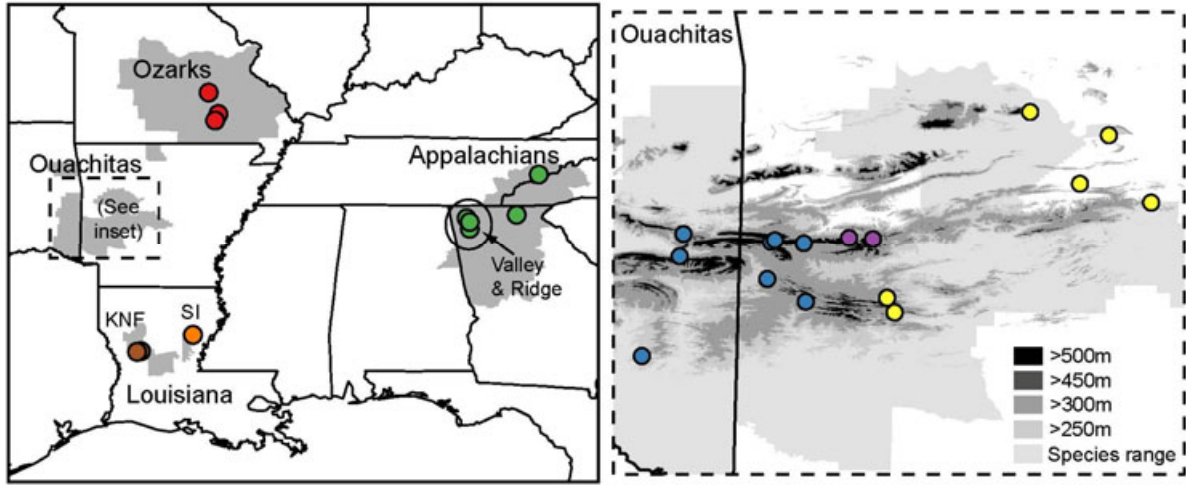 Ozarks
Ouachitas
(See
inset)
Appalachians
Valley
& Ridge
KNF
SI
Louisiana
Ouachitas
>500m
>450m
>300m
>250m
Species range